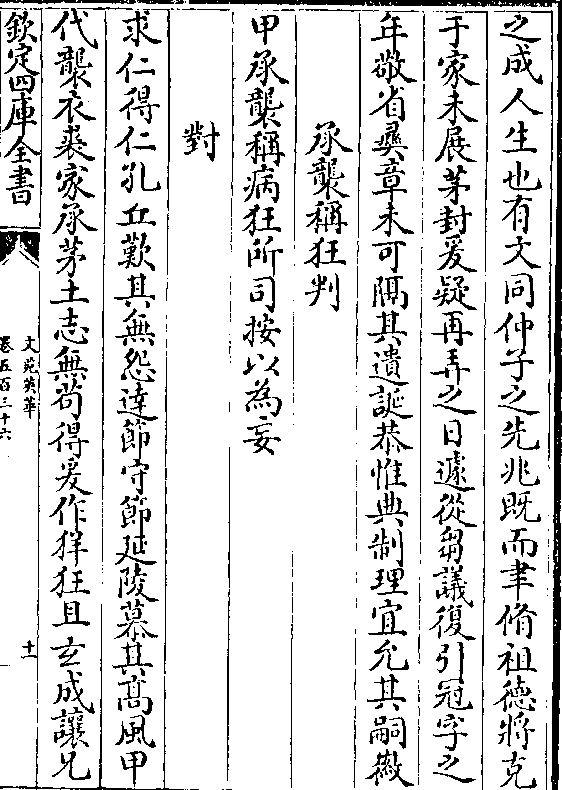 之成人生也有文同仲子之先兆既而聿脩祖德將克
于家未展茅封爰疑再弄之日遽從芻議復引冠字之
年敬省彛章未可隔其遺誕恭惟典制理宜允其嗣徽
承襲稱狂判
甲承襲稱病狂所司按以為妄
對
求仁得仁孔丘歎其無怨達節守節延陵慕其髙風甲
代襲衣裘家承茅土志無茍得爰作佯狂且玄成讓兄
欽定四庫全書
文苑英華
卷五百三十六
十一